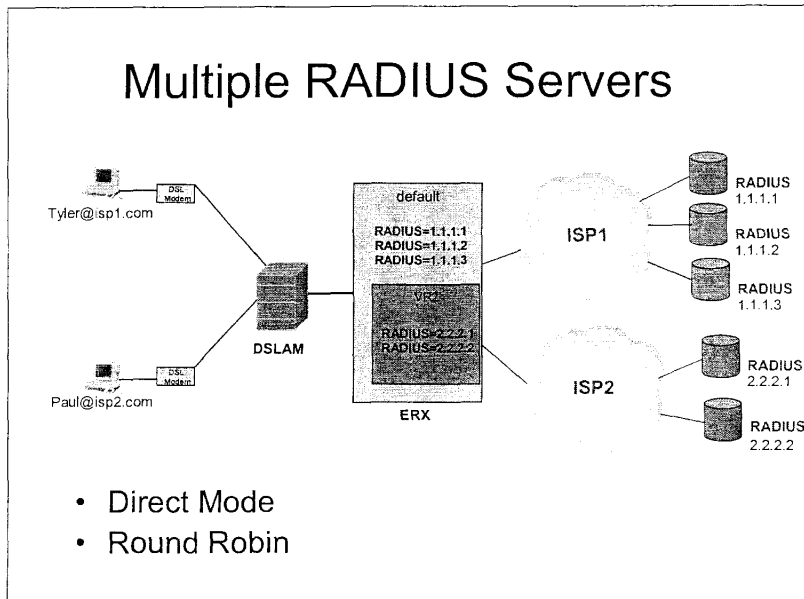 Multiple RADIUS Servers
DSL
Modem
Tyler@isp1.com
DSL
Modem
Paul@isp2.com
DSLAM
default
RADIUS=1.1.1.1
RADIUS=1.1.1.2
RADIUS=1.1.1.3
VR2
RADIUS=2.2.2.1
RADIUS=2.2.2.2
ERX
ISP1
ISP2
RADIUS
1.1.1.1
RADIUS
1.1.1.2
RADIUS
1.1.1.3
RADIUS
2.2.2.1
RADIUS
2.2.2.2
• Direct Mode
• Round Robin